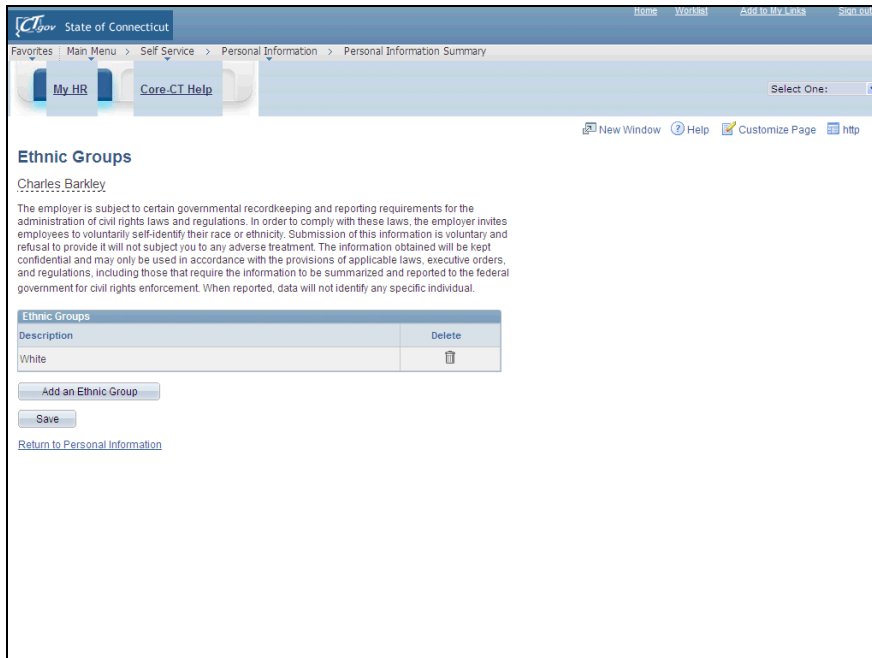 Home Worklist Add to My Links Sign out
CT.gov State of Connecticut
Favorites Main Menu > Self Service > Personal Information > Personal Information Summary
My HR Core-CT Help
Select One:
New Window Help Customize Page http
Ethnic Groups
Charles Barkley
The employer is subject to certain governmental recordkeeping and reporting requirements for the
administration of civil rights laws and regulations. In order to comply with these laws, the employer invites
employees to voluntarily self-identify their race or ethnicity. Submission of this information is voluntary and
refusal to provide it will not subject you to any adverse treatment. The information obtained will be kept
confidential and may only be used in accordance with the provisions of applicable laws, executive orders,
and regulations, including those that require the information to be summarized and reported to the federal
government for civil rights enforcement. When reported, data will not identify any specific individual.
Ethnic Groups
Description Delete
White
Add an Ethnic Group
Save
Return to Personal Information